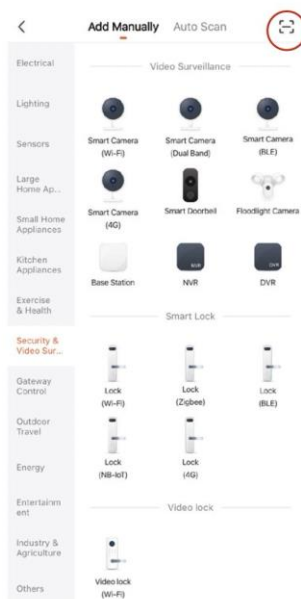 Add Manually Auto Scan
Electrical
Lighting
Sensors
Large
Home Ap...
Small Home
Appliances
Kitchen
Appliances
Exercise
& Health
Security &
Video Sur...
Gateway
Control
Outdoor
Travel
Energy
Entertainm
ent
Industry &
Agriculture
Others
Video Surveillance
Smart Camera
(Wi-Fi)
Smart Camera
(Dual Band)
Smart Camera
(BLE)
Smart Camera
(4G)
Smart Doorbell
Floodlight Camera
Base Station
NVR
NVR
DVR
DVR
Smart Lock
Lock
(Wi-Fi)
Lock
(Zigbee)
Lock
(BLE)
Lock
(NB-IoT)
Lock
(4G)
Video lock
Video lock
(Wi-Fi)